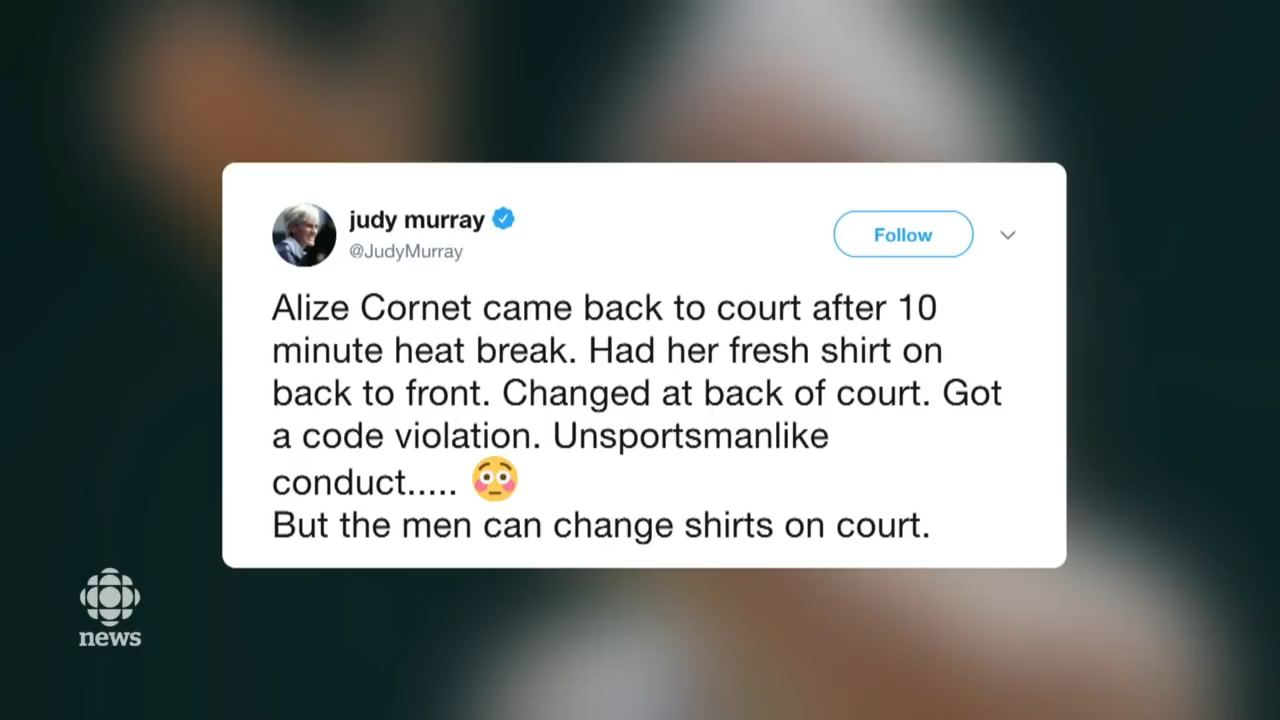 judy murray
@JudyMurray
Follow
Alize Cornet came back to court after 10
minute heat break. Had her fresh shirt on
back to front. Changed at back of court. Got
a code violation. Unsportsmanlike
conduct..... 😳
But the men can change shirts on court.
news